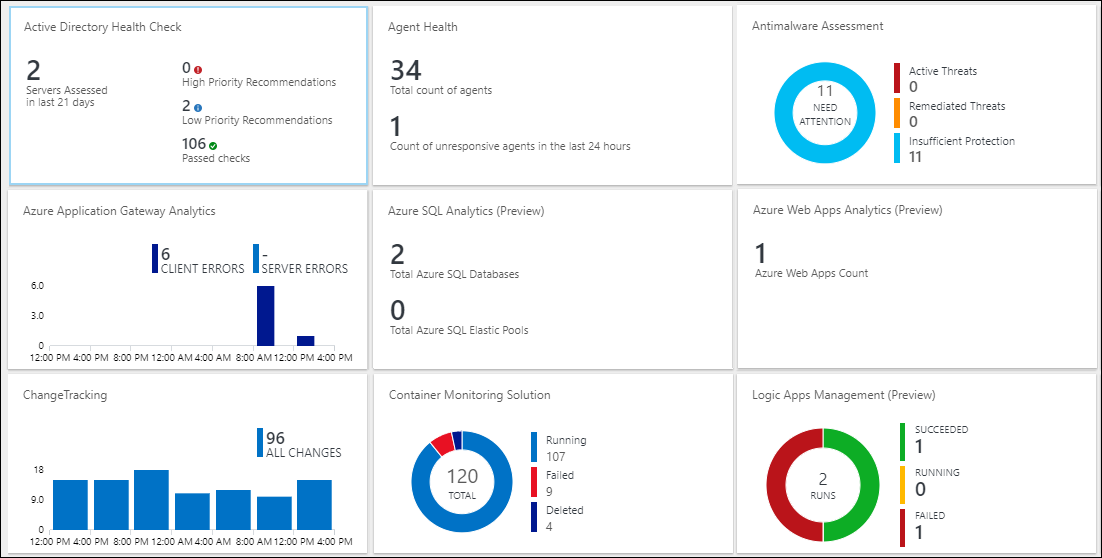 Active Directory Health Check
2
Servers Assessed
in last 21 days
0
High Priority Recommendations
2
Low Priority Recommendations
106
Passed checks
Agent Health
34
Total count of agents
1
Count of unresponsive agents in the last 24 hours
Antimalware Assessment
11
NEED
ATTENTION
Active Threats
0
Remediated Threats
0
Insufficient Protection
11
Azure Application Gateway Analytics
6
CLIENT ERRORS
-
SERVER ERRORS
6.0
3.0
0
12:00 PM 4:00 PM 8:00 PM 12:00 AM 4:00 AM 8:00 AM 12:00 PM 4:00 PM
Azure SQL Analytics (Preview)
2
Total Azure SQL Databases
0
Total Azure SQL Elastic Pools
Azure Web Apps Analytics (Preview)
1
Azure Web Apps Count
ChangeTracking
96
ALL CHANGES
18
9.0
0
12:00 PM 4:00 PM 8:00 PM 12:00 AM 4:00 AM 8:00 AM 12:00 PM 4:00 PM
Container Monitoring Solution
120
TOTAL
Running
107
Failed
9
Deleted
4
Logic Apps Management (Preview)
2
RUNS
SUCCEEDED
1
RUNNING
0
FAILED
1